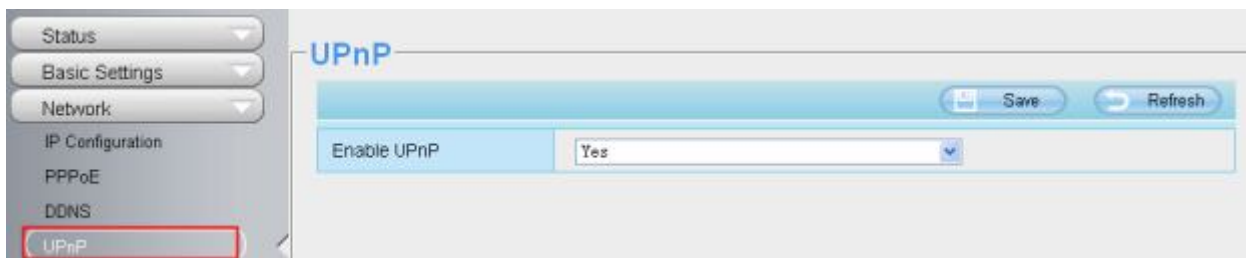 Status
Basic Settings
Network
IP Configuration
PPPoE
DDNS
UPnP
UPnP
Save Refresh
Enable UPnP Yes